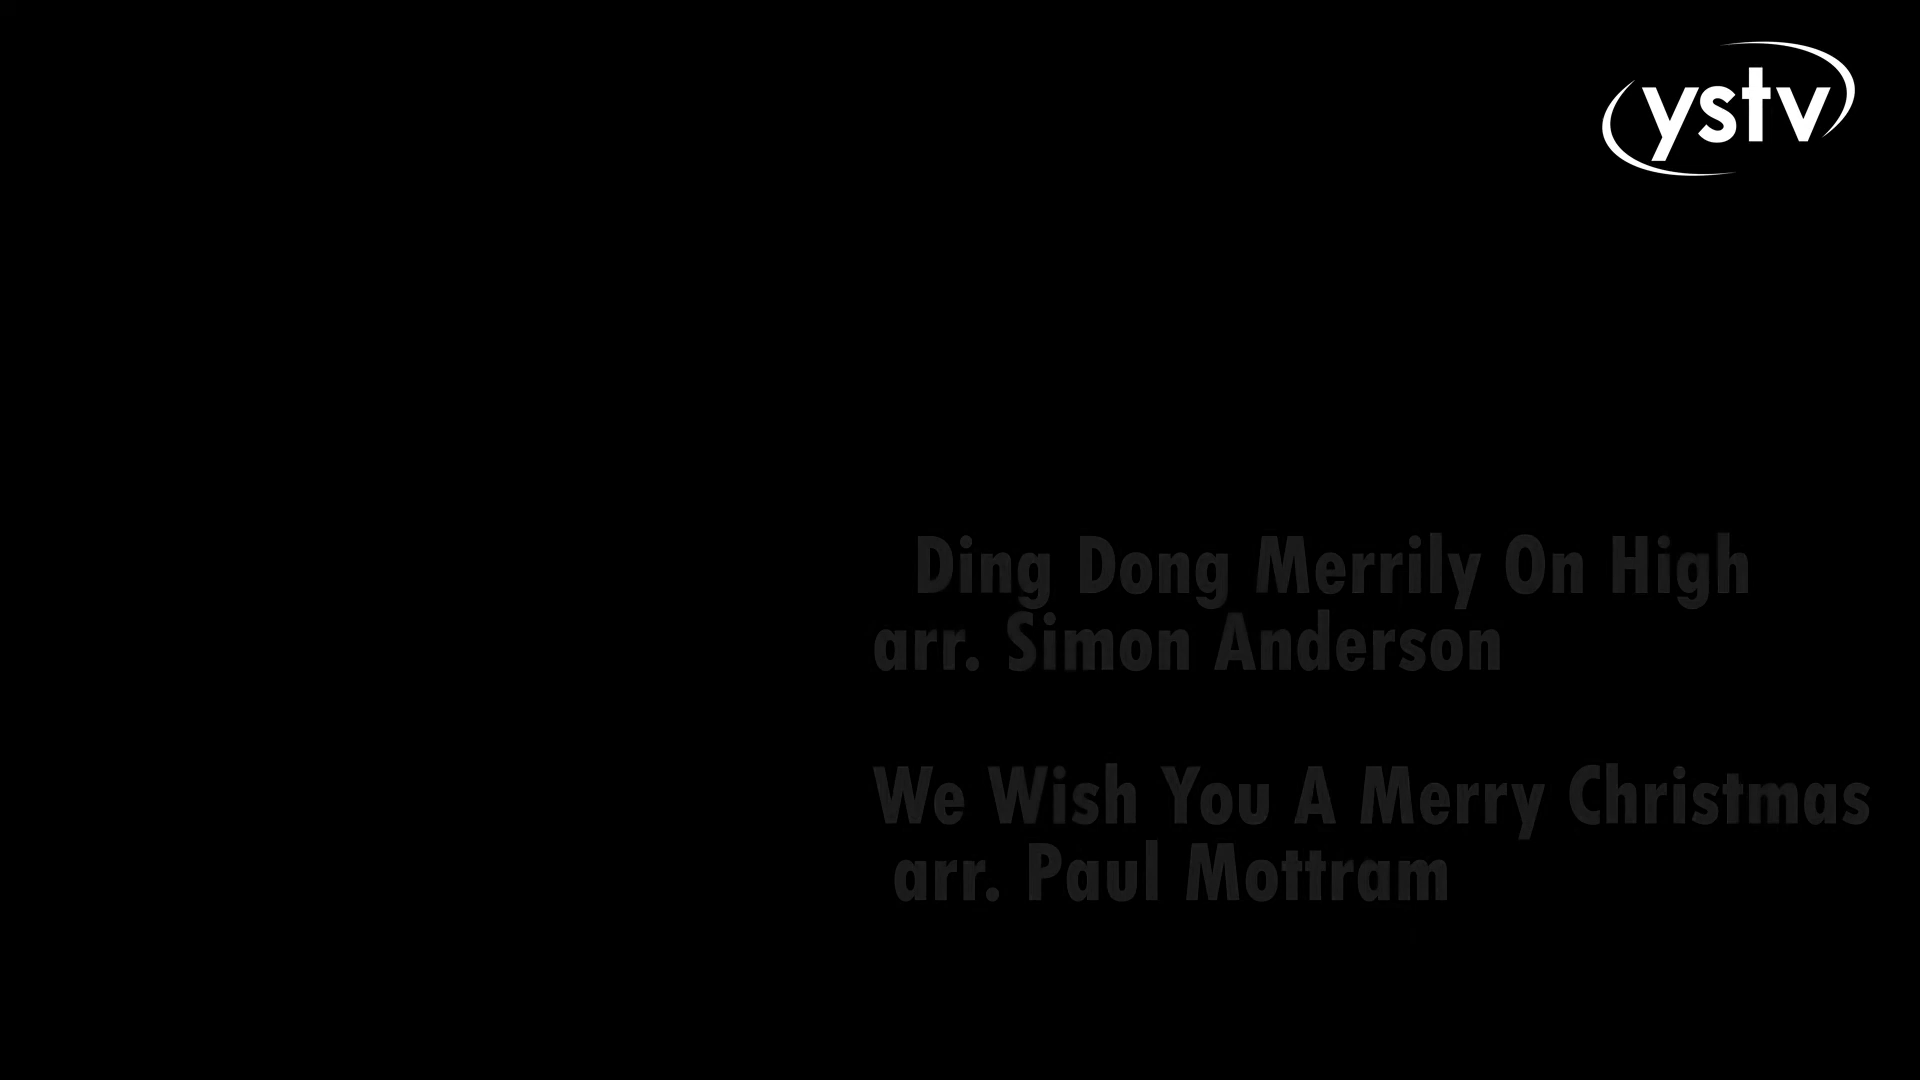 ystv
Ding Dong Merrily On High
arr. Simon Anderson
We Wish You A Merry Christmas
arr. Paul Mottram